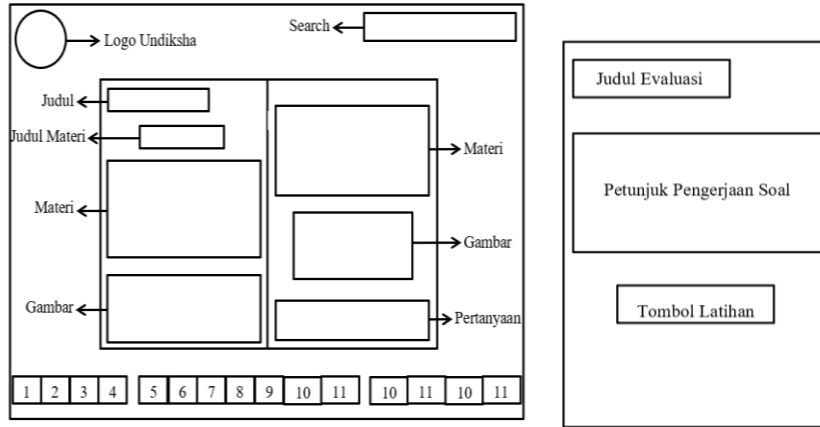 Logo Undiksha
Search
Judul
Judul Materi
Materi
Gambar
Materi
Gambar
Pertanyaan
1 2 3 4 5 6 7 8 9 10 11 10 11 10 11
Judul Evaluasi
Petunjuk Pengerjaan Soal
Tombol Latihan